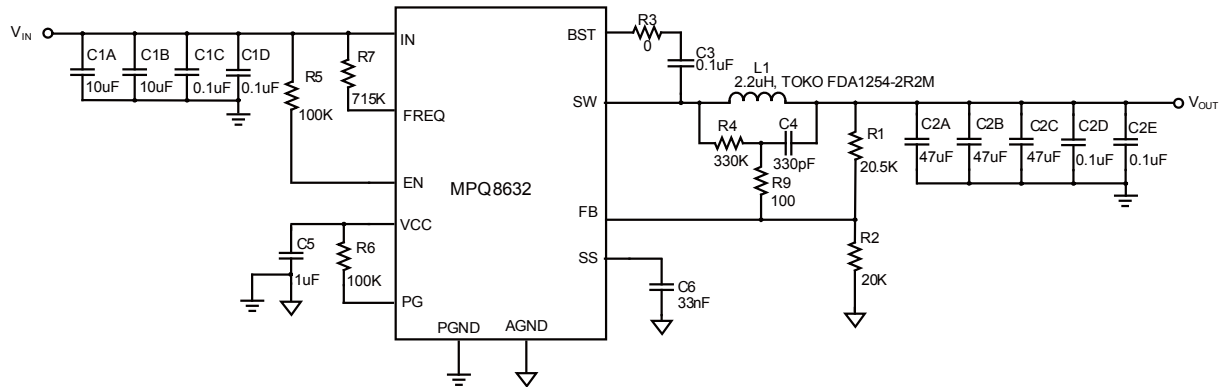 VIN
C1A
10uF
C1B
10uF
C1C
0.1uF
C1D
0.1uF
R5
100K
R7
715K
IN
FREQ
EN
VCC
PG
PGND
AGND
MPQ8632
BST
SW
FB
SS
C5
1uF
R6
100K
R3
0
C3
0.1uF
L1
2.2uH, TOKO FDA1254-2R2M
R4
330K
C4
330pF
R9
100
R1
20.5K
R2
20K
C6
33nF
C2A
47uF
C2B
47uF
C2C
47uF
C2D
0.1uF
C2E
0.1uF
VOUT